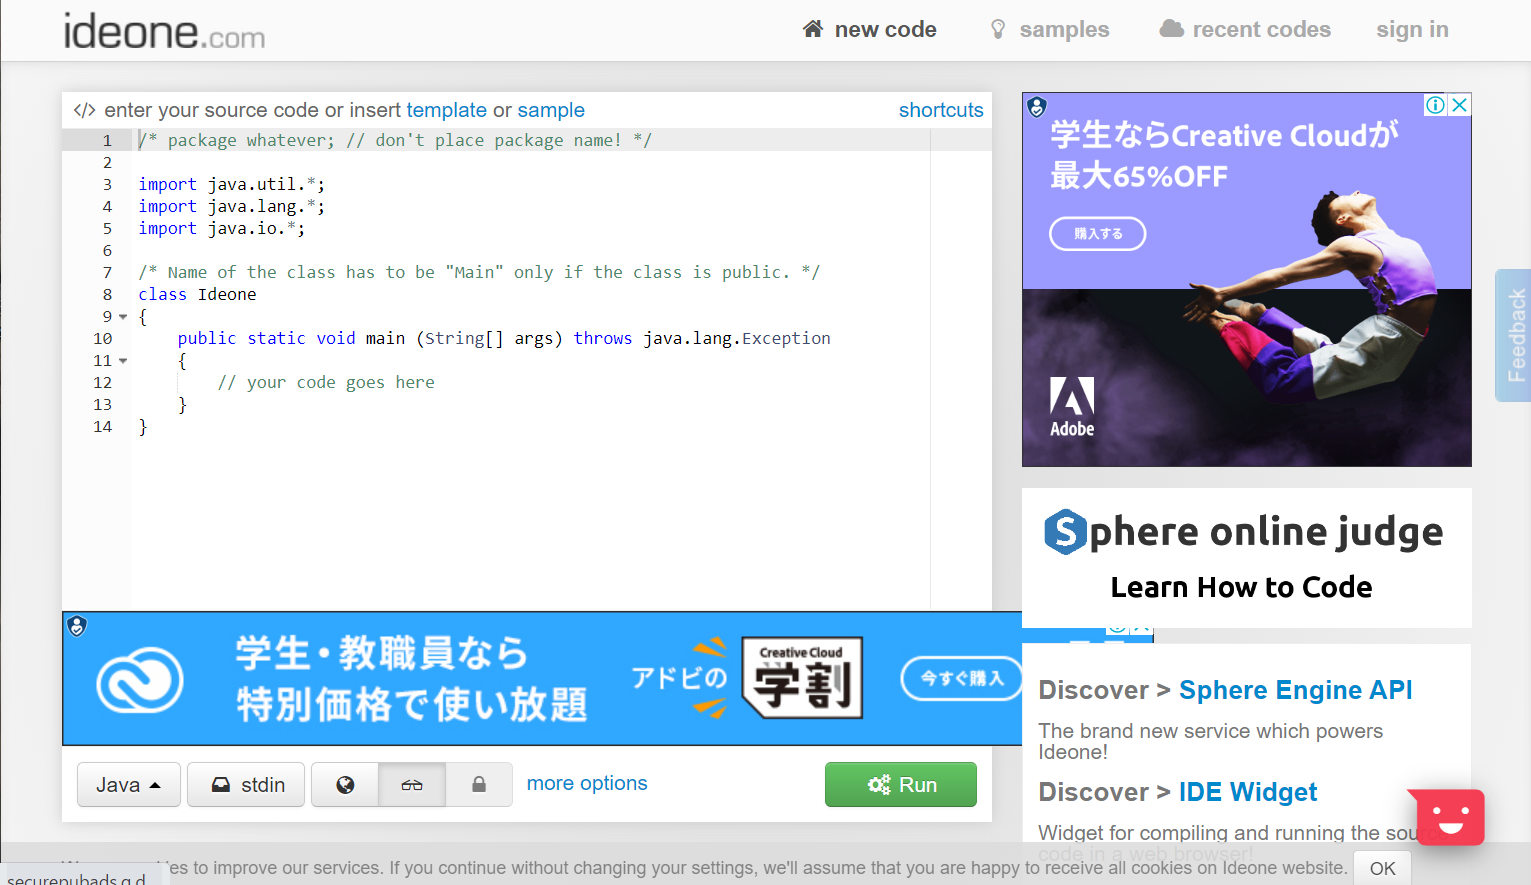 ideone.com
new code
samples
recent codes
sign in
</> enter your source code or insert template or sample
shortcuts
1 /* package whatever; // don't place package name! */
2
3 import java.util.*;
4 import java.lang.*;
5 import java.io.*;
6
7 /* Name of the class has to be "Main" only if the class is public. */
8 class Ideone
9 {
10 public static void main (String[] args) throws java.lang.Exception
11 {
12 // your code goes here
13 }
14 }
学生ならCreative Cloudが
最大65%OFF
購入する
Adobe
Feedback
Sphere online judge
Learn How to Code
学生・教職員なら
特別価格で使い放題
アドビの
Creative Cloud
学割
今すぐ購入
Discover > Sphere Engine API
The brand new service which powers
Ideone!
Discover > IDE Widget
Widget for compiling and running the source
code in a web browser!
Java
stdin
more options
Run
es to improve our services. If you continue without changing your settings, we'll assume that you are happy to receive all cookies on Ideone website.
OK
securepubads.g.d